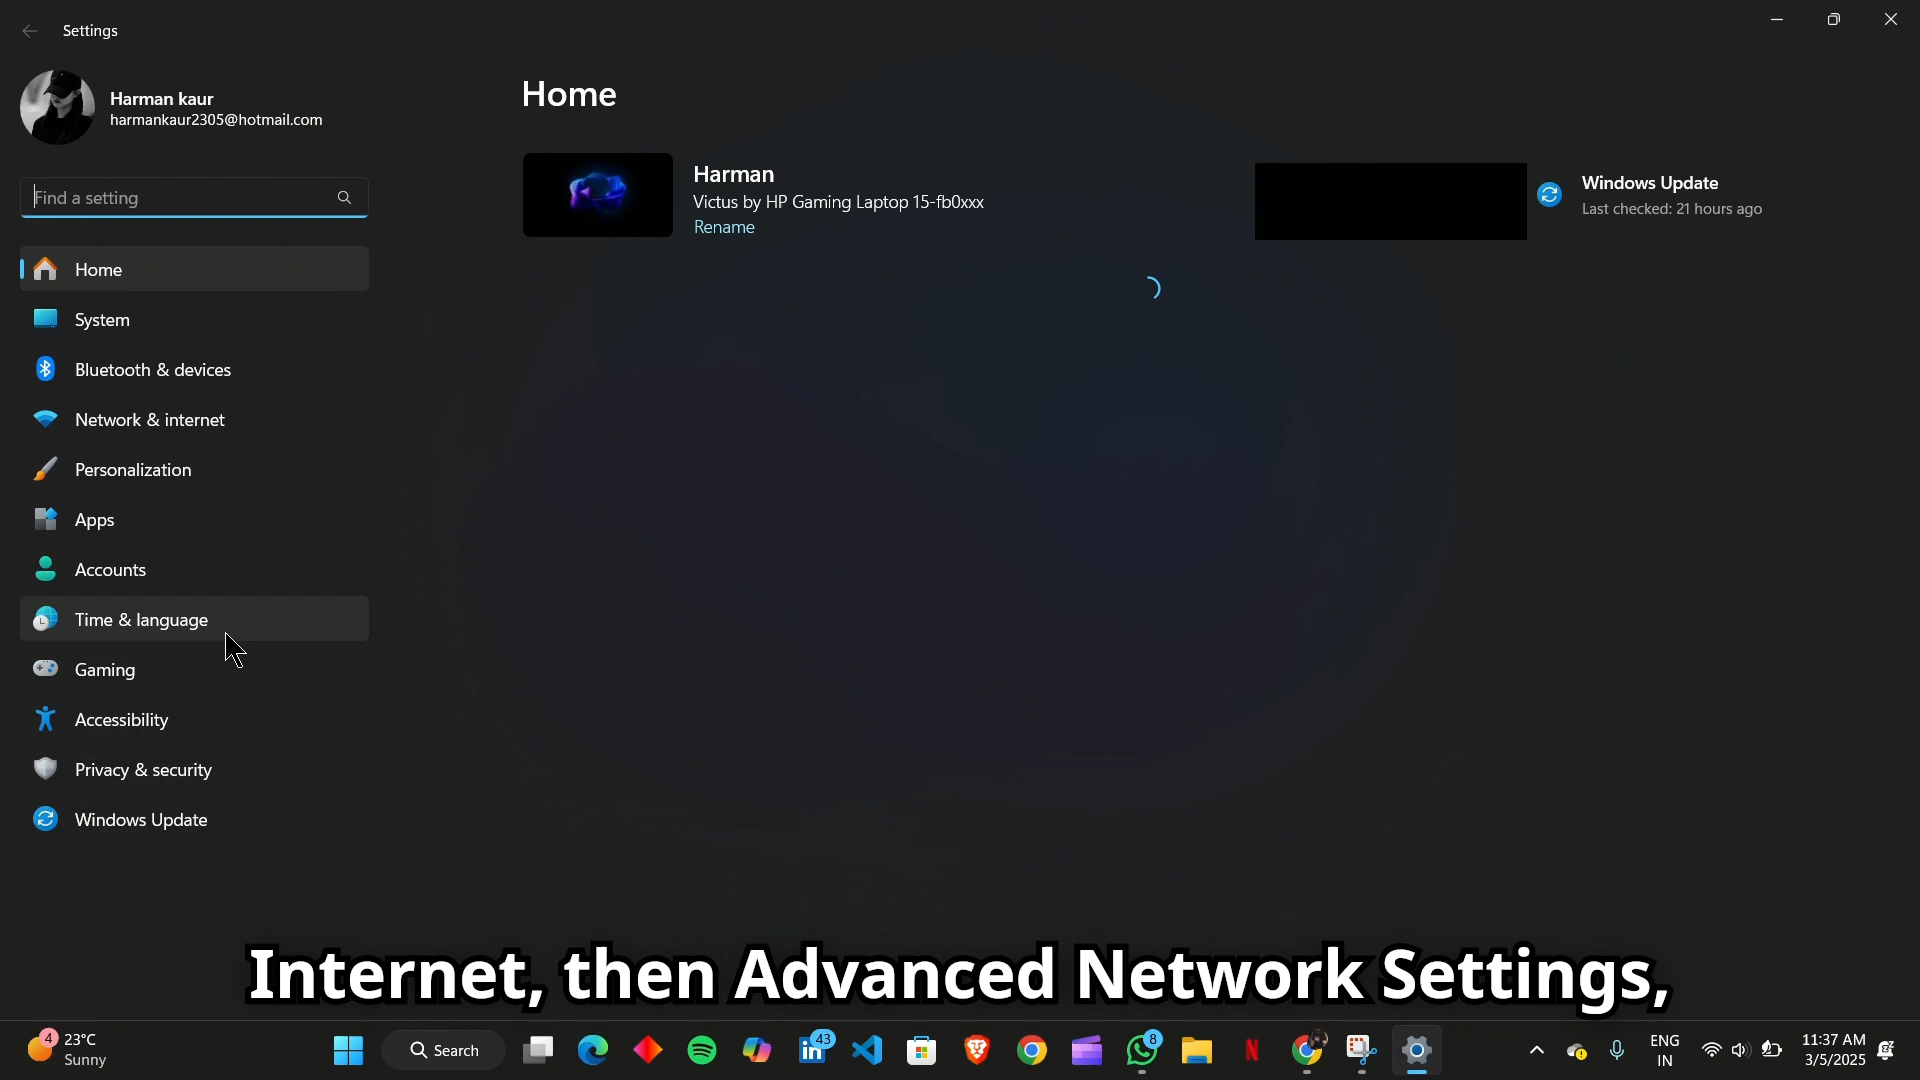 Settings
Harman kaur
harmankaur2305@hotmail.com
Find a setting
Home
System
Bluetooth & devices
Network & internet
Personalization
Apps
Accounts
Time & language
Gaming
Accessibility
Privacy & security
Windows Update
Home
Harman
Victus by HP Gaming Laptop 15-fb0xxx
Rename
Windows Update
Last checked: 21 hours ago
Internet, then Advanced Network Settings,
4
23°C
Sunny
Search
43
8
ENG
IN
11:37 AM
3/5/2025